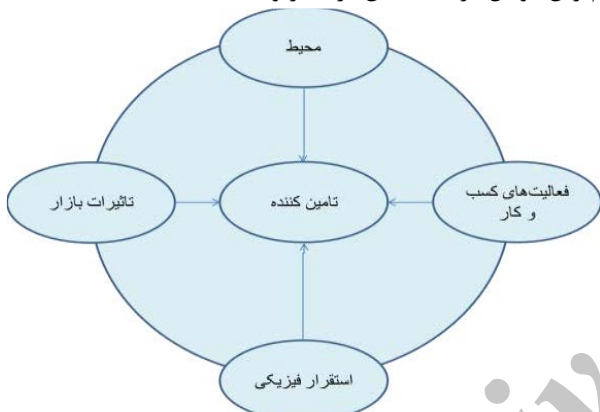 محیط
فعالیت‌های کسب
و کار
تامین کننده
تاثیرات بازار
استقرار فیزیکی